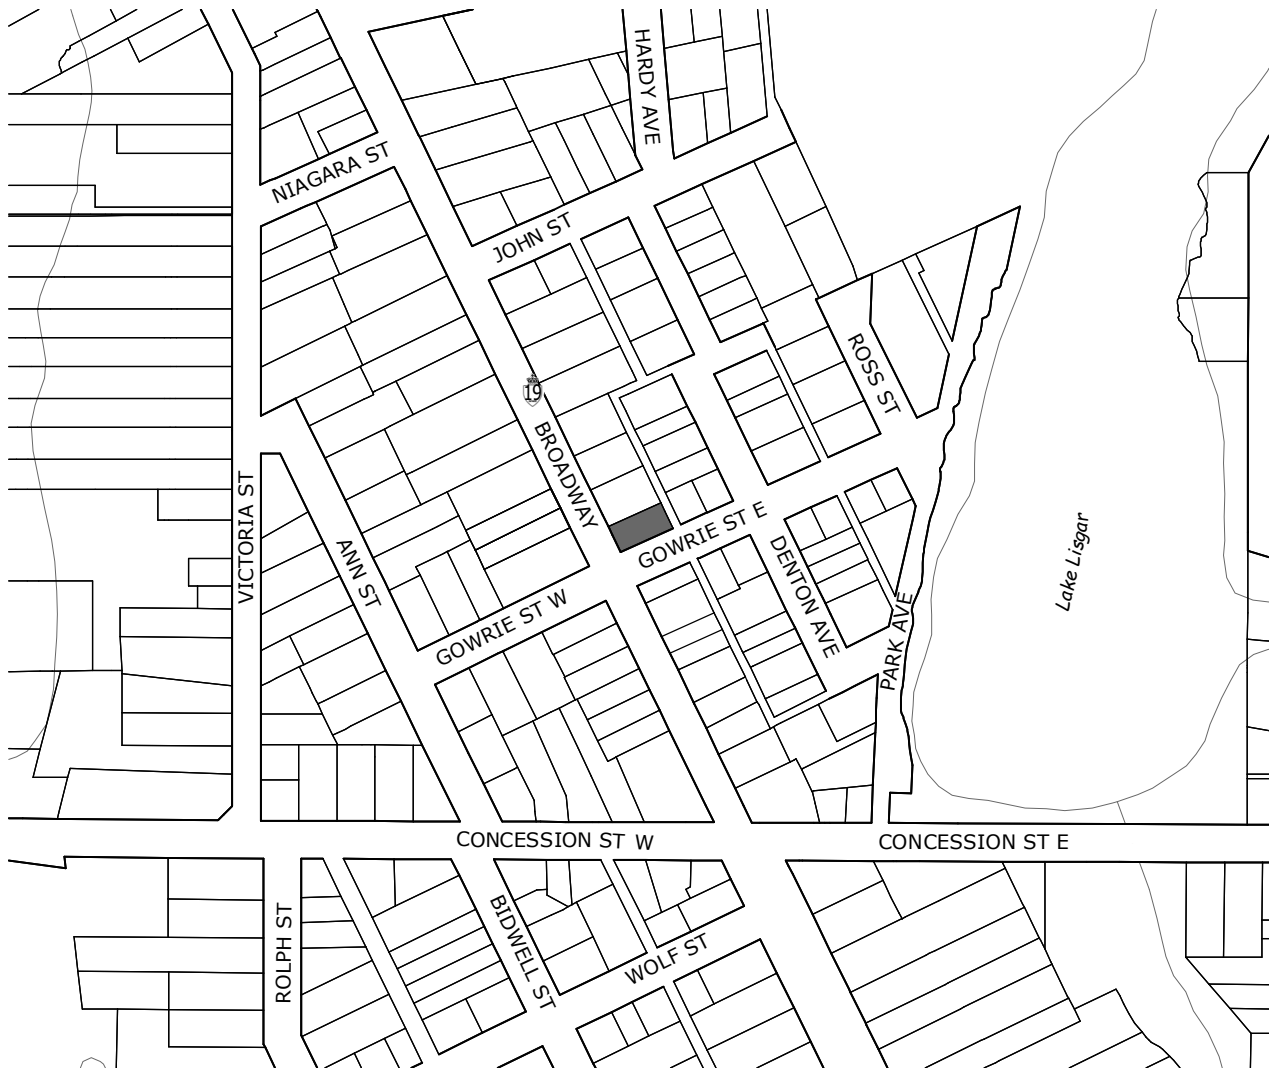 HARDY AVE
NIAGARA ST
JOHN ST
ROSS ST
19
BROADWAY
VICTORIA ST
ANN ST
GOWRIE ST E
GOWRIE ST W
DENTON AVE
PARK AVE
Lake Lisgar
CONCESSION ST W
CONCESSION ST E
ROLPH ST
BIDWELL ST
WOLF ST